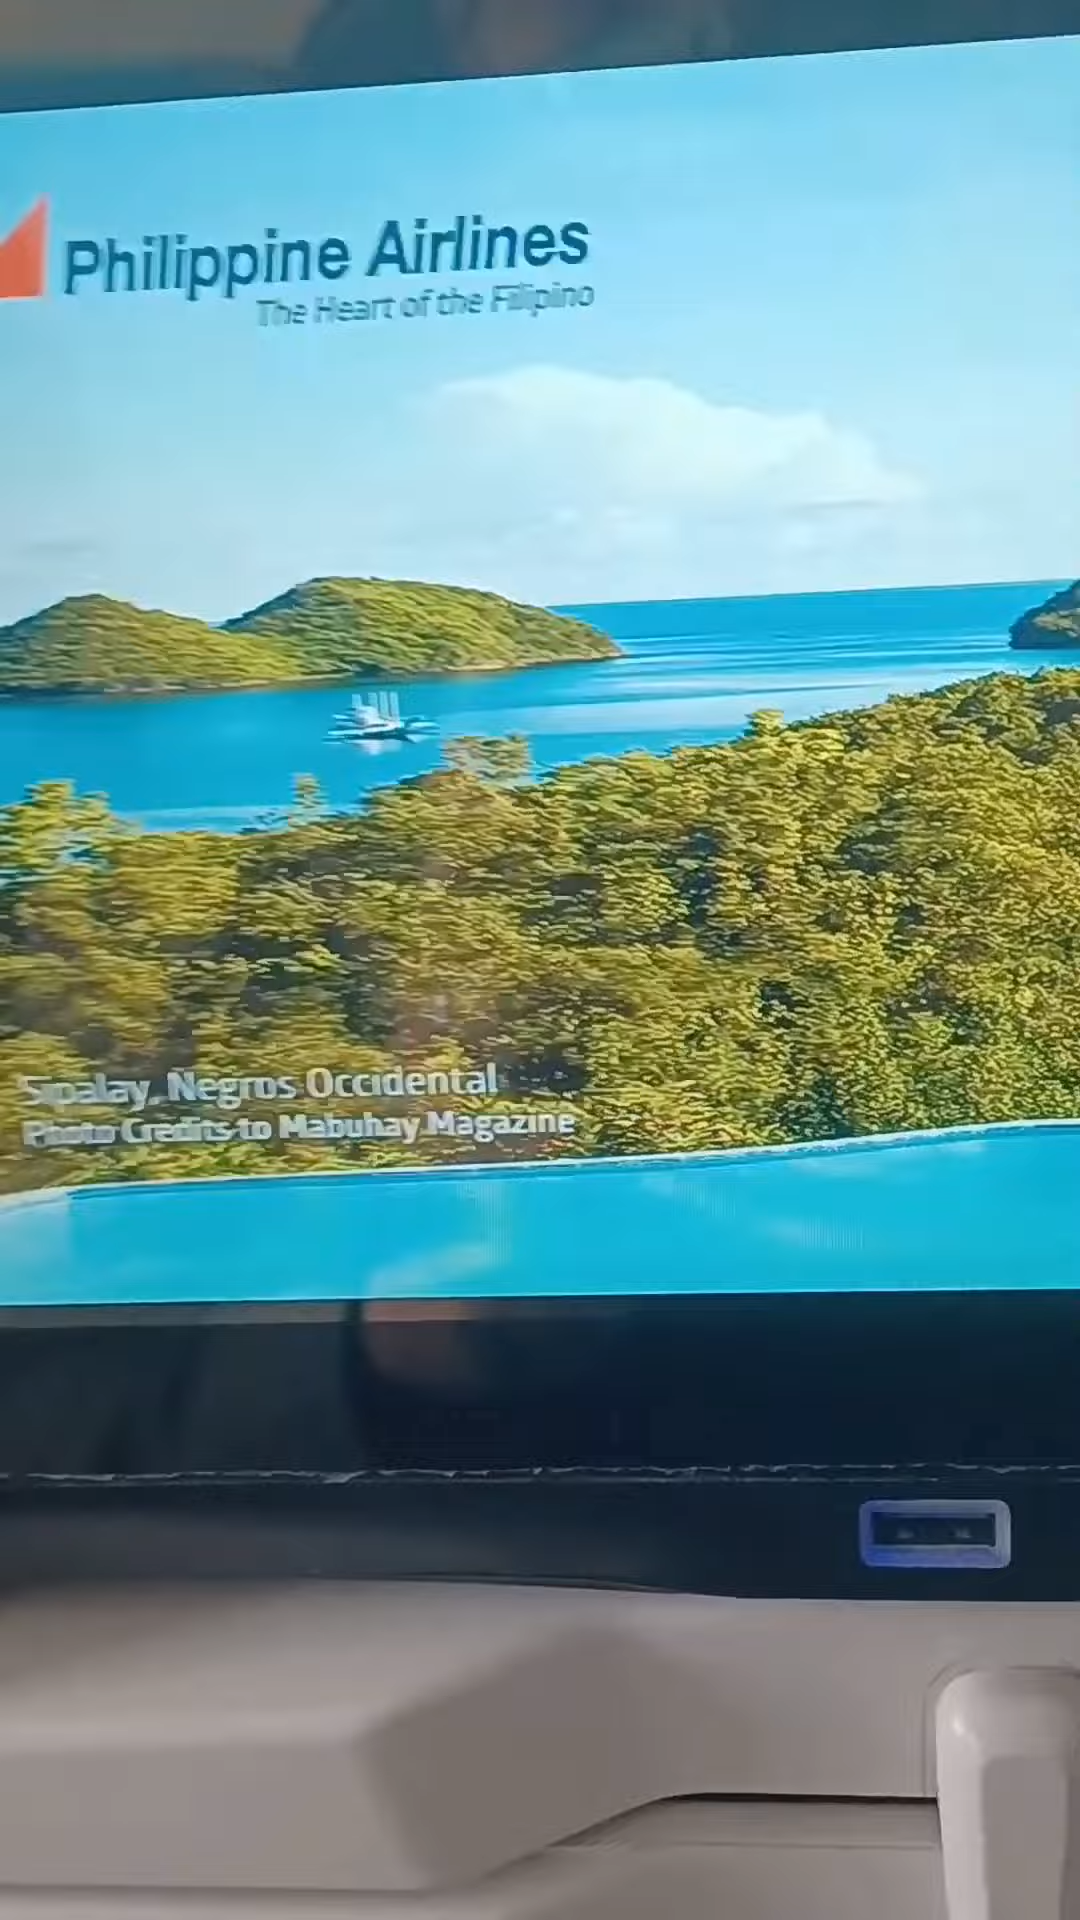 Philippine Airlines
The Heart of the Filipino
Sipalay, Negros Occidental
Photo Credits to Mabuhay Magazine